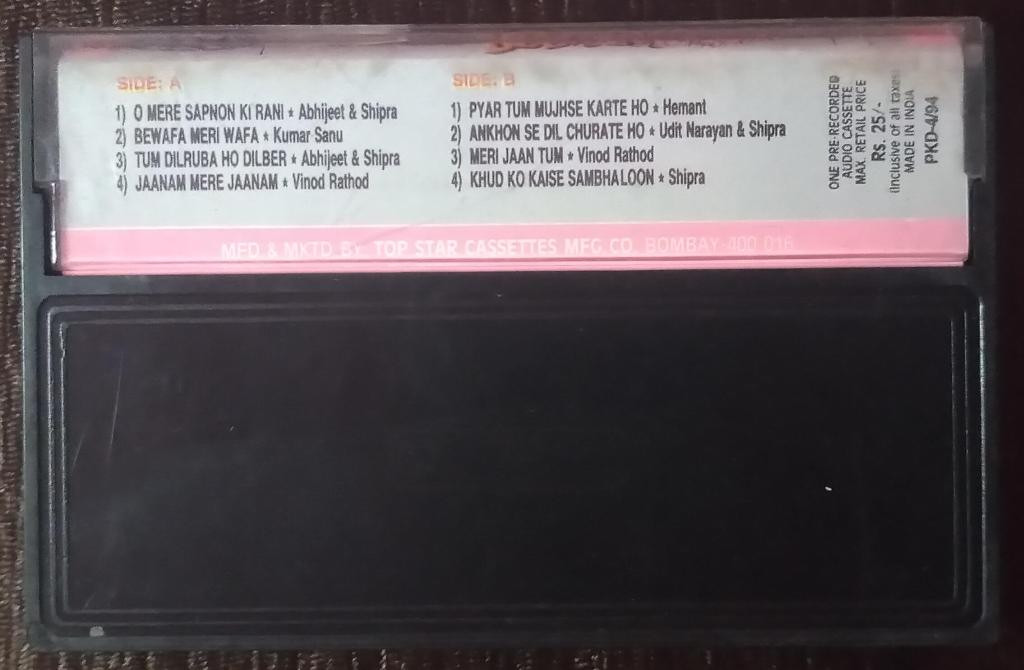 SIDE: A
1) O MERE SAPNON KI RANI ★ Abhijeet & Shipra
2) BEWAFA MERI WAFA ★ Kumar Sanu
3) TUM DILRUBA HO DILBER ★ Abhijeet & Shipra
4) JAANAM MERE JAANAM ★ Vinod Rathod
SIDE: B
1) PYAR TUM MUJHSE KARTE HO ★ Hemant
2) ANKHON SE DIL CHURATE HO ★ Udit Narayan & Shipra
3) MERI JAAN TUM ★ Vinod Rathod
4) KHUD KO KAISE SAMBHALOON ★ Shipra
ONE PRE-RECORDED
AUDIO CASSETTE
MAX. RETAIL PRICE
Rs. 25/-
(Inclusive of all taxes)
MADE IN INDIA
PKD-4/94
MFD & MKTD By. TOP STAR CASSETTES MFG. CO. BOMBAY-400 016